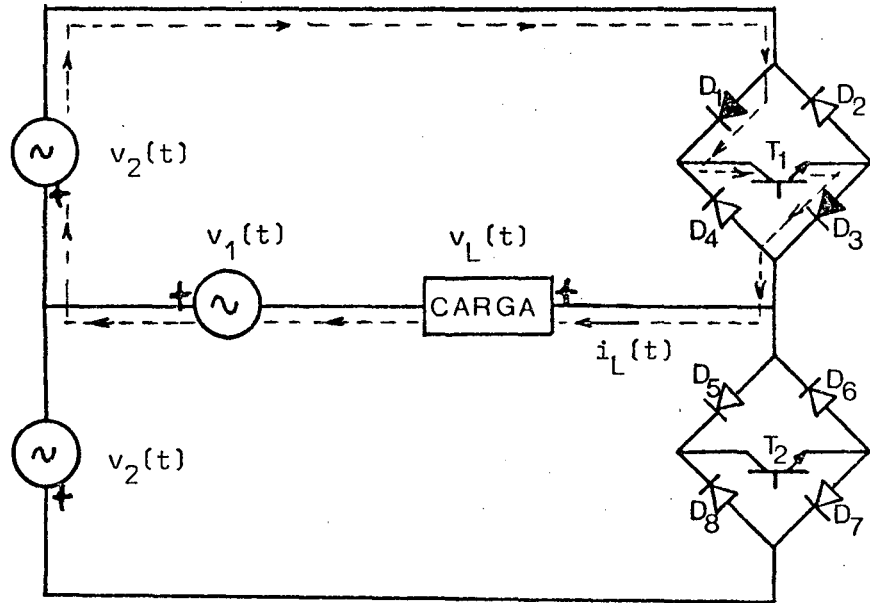 D1
D2
v2(t)
T1
v1(t)
vL(t)
D4
D3
CARGA
iL(t)
D5
D6
v2(t)
T2
D8
D7